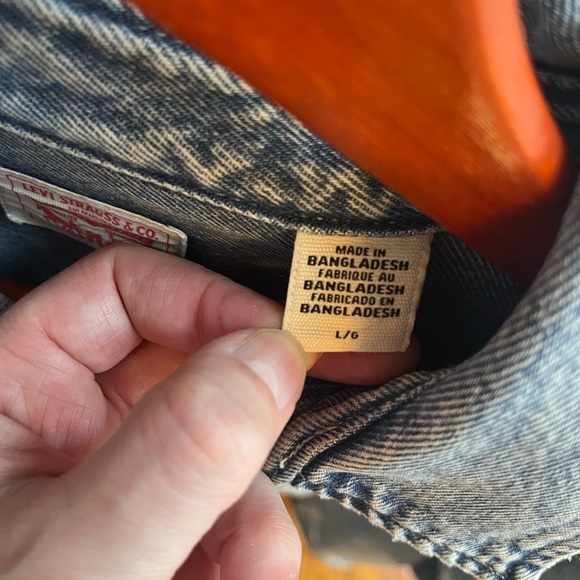 LEVI STRAUSS & CO.
MADE IN
BANGLADESH
FABRIQUE AU
BANGLADESH
FABRICADO EN
BANGLADESH
L/G